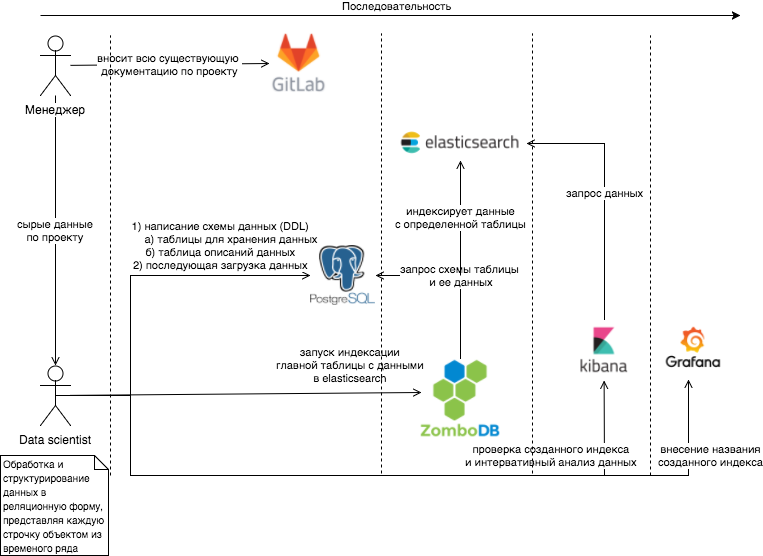 Последовательность
вносит всю существующую
документацию по проекту
GitLab
Менеджер
elasticsearch
запрос данных
сырые данные
по проекту
1) написание схемы данных (DDL)
а) таблицы для хранения данных
б) таблица описаний данных
2) последующая загрузка данных
индексирует данные
с определенной таблицы
PostgreSQL
запрос схемы таблицы
и ее данных
запуск индексации
главной таблицы с данными
в elasticsearch
kibana
Grafana
Data scientist
ZomboDB
проверка созданного индекса
и интервативный анализ данных
внесение названия
созданного индекса
Обработка и
структурирование
данных в
реляционную форму,
представляя каждую
строчку объектом из
временого ряда